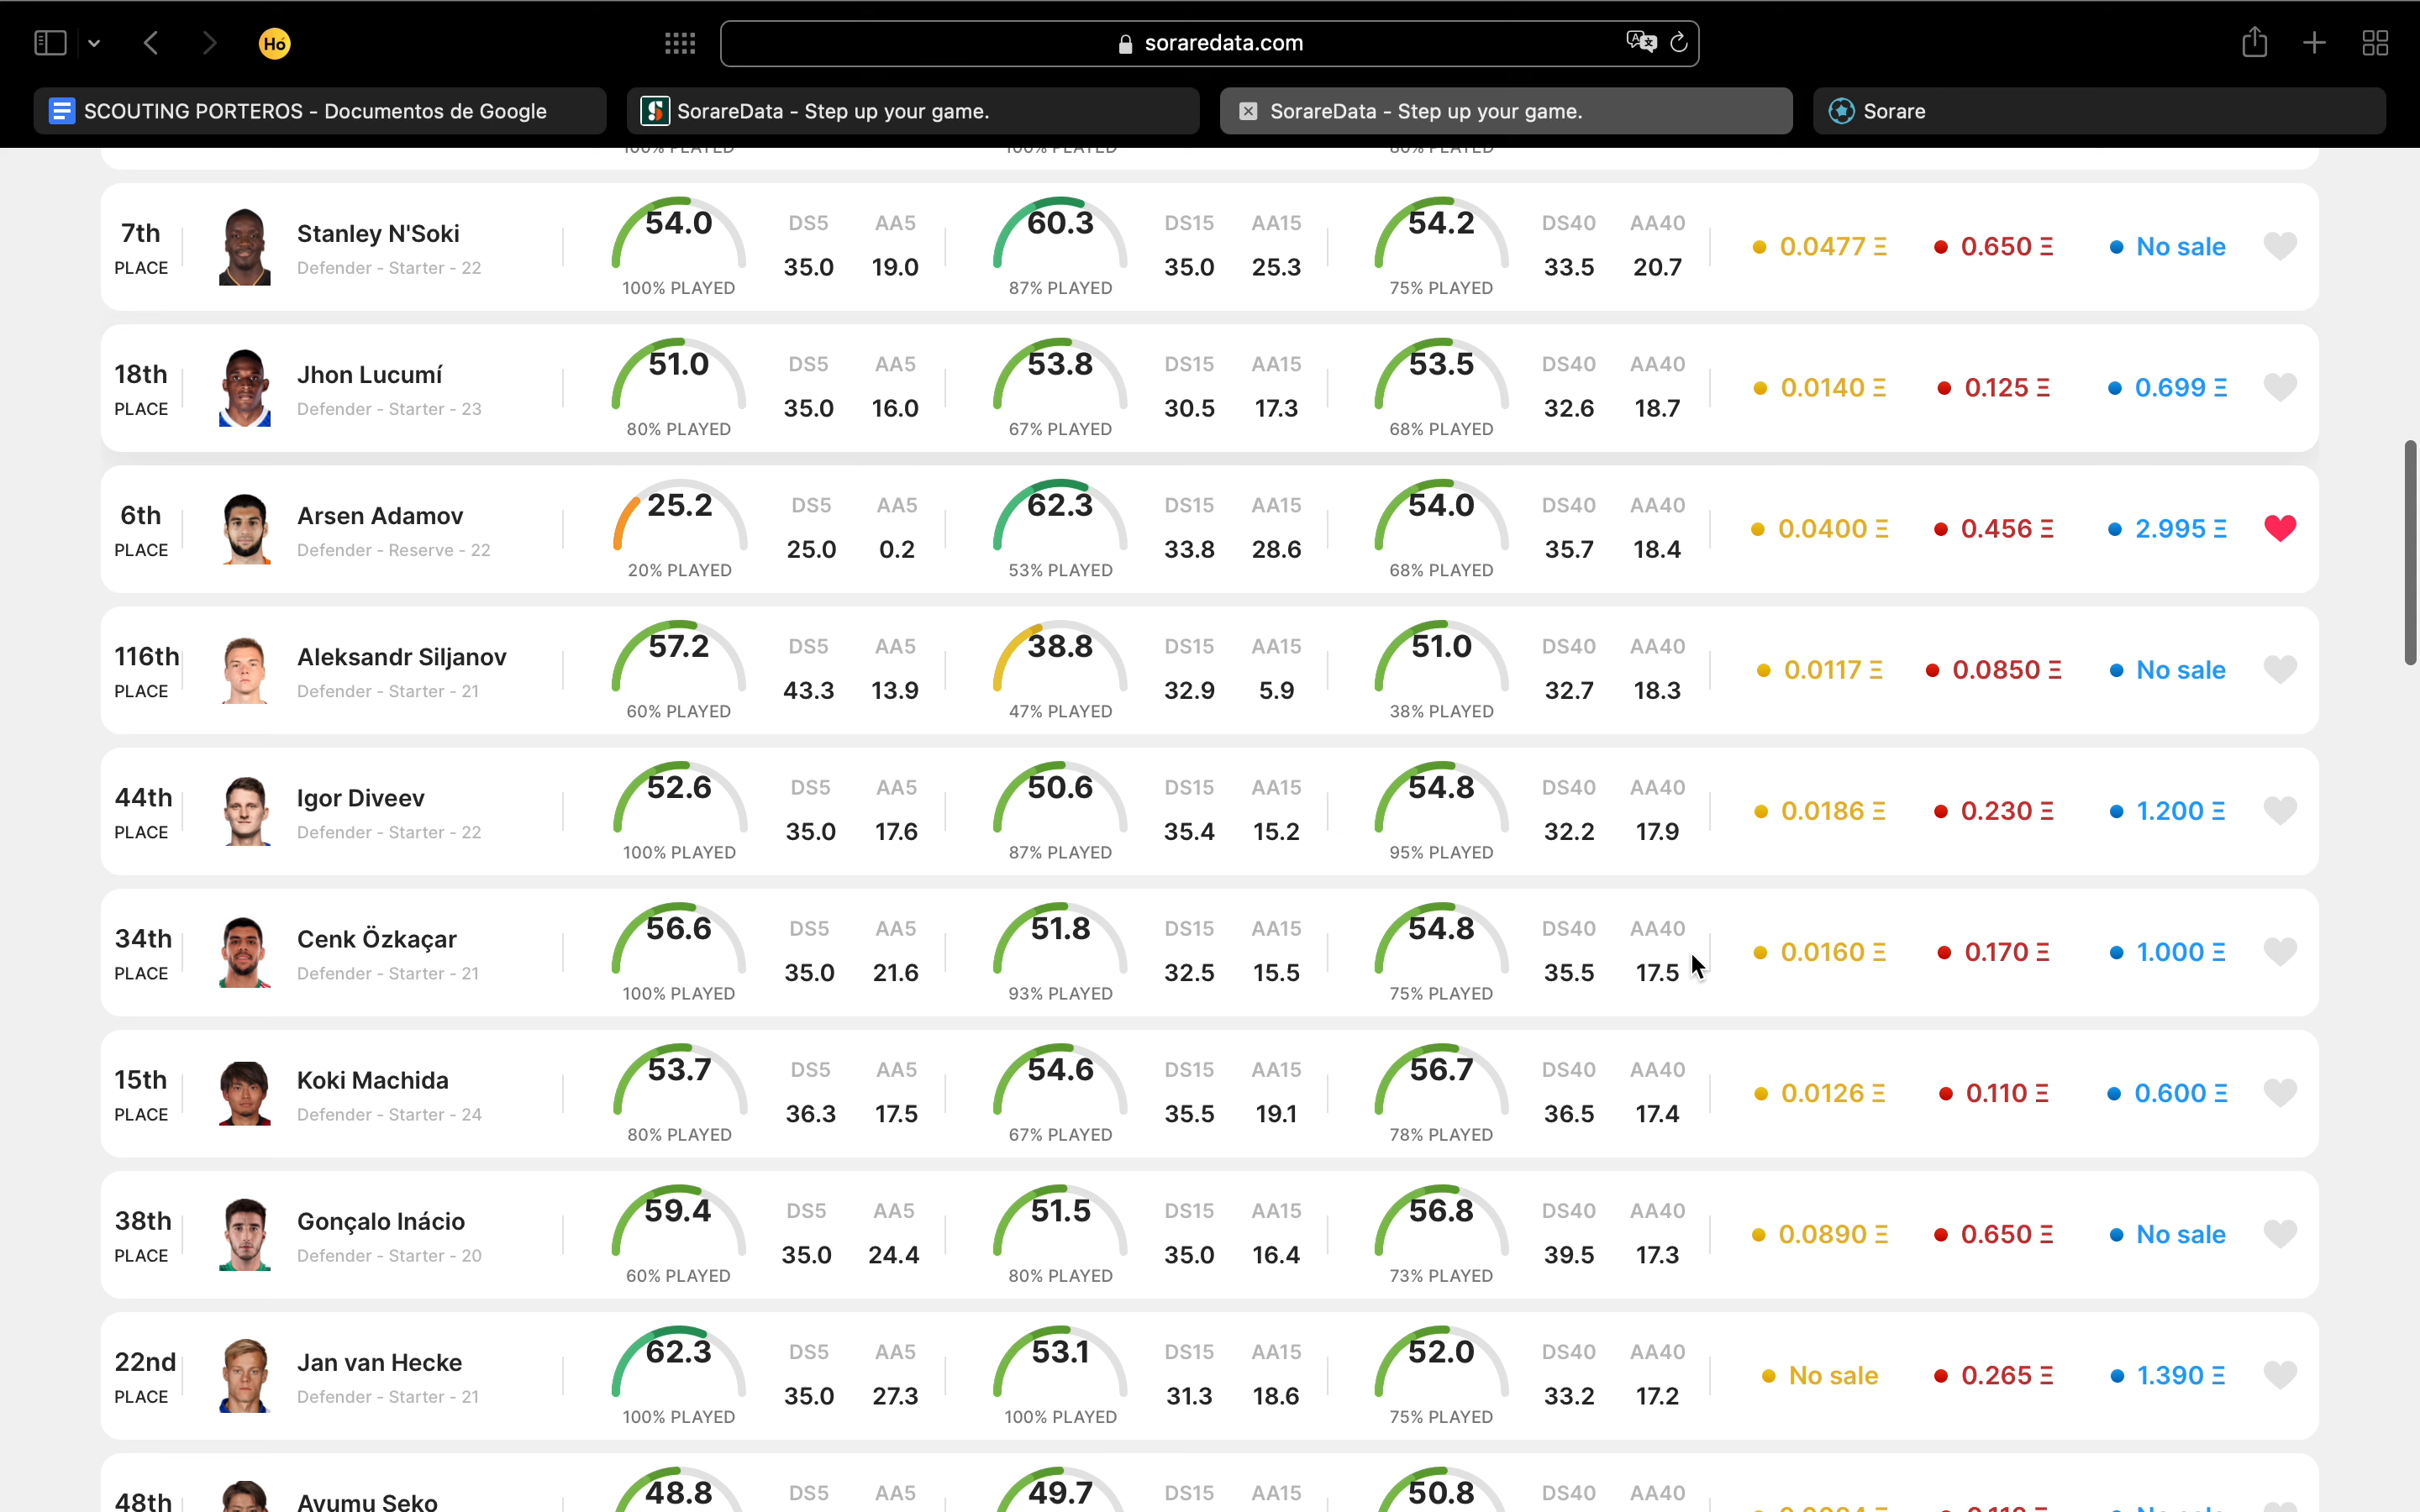 Hó
soraredata.com
SCOUTING PORTEROS - Documentos de Google
SorareData - Step up your game.
SorareData - Step up your game.
Sorare
100% PLAYED 100% PLAYED 80% PLAYED
7th PLACE Stanley N'Soki Defender - Starter - 22 54.0 100% PLAYED DS5 35.0 AA5 19.0 60.3 87% PLAYED DS15 35.0 AA15 25.3 54.2 75% PLAYED DS40 33.5 AA40 20.7 0.0477 Ξ 0.650 Ξ No sale
18th PLACE Jhon Lucumí Defender - Starter - 23 51.0 80% PLAYED DS5 35.0 AA5 16.0 53.8 67% PLAYED DS15 30.5 AA15 17.3 53.5 68% PLAYED DS40 32.6 AA40 18.7 0.0140 Ξ 0.125 Ξ 0.699 Ξ
6th PLACE Arsen Adamov Defender - Reserve - 22 25.2 20% PLAYED DS5 25.0 AA5 0.2 62.3 53% PLAYED DS15 33.8 AA15 28.6 54.0 68% PLAYED DS40 35.7 AA40 18.4 0.0400 Ξ 0.456 Ξ 2.995 Ξ
116th PLACE Aleksandr Siljanov Defender - Starter - 21 57.2 60% PLAYED DS5 43.3 AA5 13.9 38.8 47% PLAYED DS15 32.9 AA15 5.9 51.0 38% PLAYED DS40 32.7 AA40 18.3 0.0117 Ξ 0.0850 Ξ No sale
44th PLACE Igor Diveev Defender - Starter - 22 52.6 100% PLAYED DS5 35.0 AA5 17.6 50.6 87% PLAYED DS15 35.4 AA15 15.2 54.8 95% PLAYED DS40 32.2 AA40 17.9 0.0186 Ξ 0.230 Ξ 1.200 Ξ
34th PLACE Cenk Özkaçar Defender - Starter - 21 56.6 100% PLAYED DS5 35.0 AA5 21.6 51.8 93% PLAYED DS15 32.5 AA15 15.5 54.8 75% PLAYED DS40 35.5 AA40 17.5 0.0160 Ξ 0.170 Ξ 1.000 Ξ
15th PLACE Koki Machida Defender - Starter - 24 53.7 80% PLAYED DS5 36.3 AA5 17.5 54.6 67% PLAYED DS15 35.5 AA15 19.1 56.7 78% PLAYED DS40 36.5 AA40 17.4 0.0126 Ξ 0.110 Ξ 0.600 Ξ
38th PLACE Gonçalo Inácio Defender - Starter - 20 59.4 60% PLAYED DS5 35.0 AA5 24.4 51.5 80% PLAYED DS15 35.0 AA15 16.4 56.8 73% PLAYED DS40 39.5 AA40 17.3 0.0890 Ξ 0.650 Ξ No sale
22nd PLACE Jan van Hecke Defender - Starter - 21 62.3 100% PLAYED DS5 35.0 AA5 27.3 53.1 100% PLAYED DS15 31.3 AA15 18.6 52.0 75% PLAYED DS40 33.2 AA40 17.2 No sale 0.265 Ξ 1.390 Ξ
48th Ayumu Seko 48.8 DS5 AA5 49.7 DS15 AA15 50.8 DS40 AA40